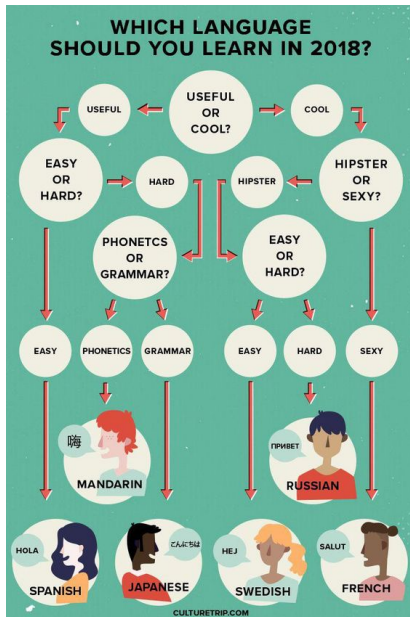 WHICH LANGUAGE
SHOULD YOU LEARN IN 2018?
USEFUL
OR
COOL?
USEFUL
COOL
EASY
OR
HARD?
HARD
HIPSTER
HIPSTER
OR
SEXY?
PHONETCS
OR
GRAMMAR?
EASY
OR
HARD?
EASY
PHONETICS
GRAMMAR
EASY
HARD
SEXY
嗨
MANDARIN
ПРИВЕТ
RUSSIAN
HOLA
SPANISH
こんにちは
JAPANESE
HEJ
SWEDISH
SALUT
FRENCH
CULTURETRIP.COM